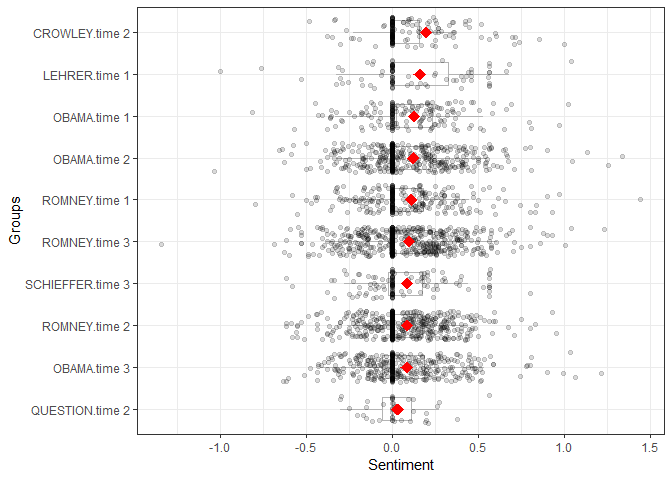 CROWLEY.time 2
LEHRER.time 1
OBAMA.time 1
OBAMA.time 2
ROMNEY.time 1
ROMNEY.time 3
SCHIEFFER.time 3
ROMNEY.time 2
OBAMA.time 3
QUESTION.time 2
Groups
-1.0 -0.5 0.0 0.5 1.0 1.5
Sentiment